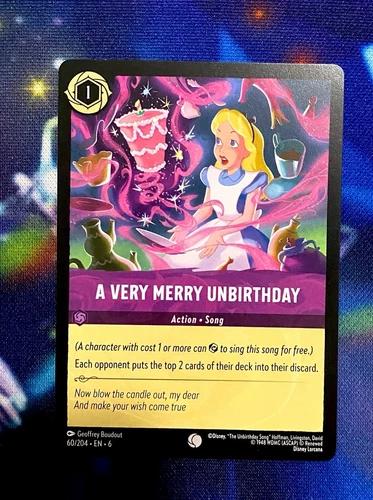 1
A VERY MERRY UNBIRTHDAY
Action • Song
(A character with cost 1 or more can to sing this song for free.)
Each opponent puts the top 2 cards of their deck into their discard.
Now blow the candle out, my dear
And make your wish come true
Geoffrey Boudout
60/204 • EN • 6
©Disney, "The Unbirthday Song" Hoffman, Livingston, David
© 1948 WDMC (ASCAP) © Renewed
Disney Lorcana